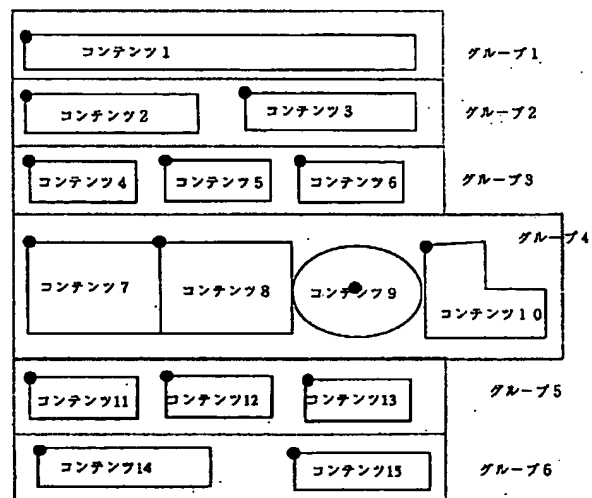 コンテンツ1 グループ1
コンテンツ2 コンテンツ3 グループ2
コンテンツ4 コンテンツ5 コンテンツ6 グループ3
グループ4
コンテンツ7 コンテンツ8 コンテンツ9 コンテンツ10
コンテンツ11 コンテンツ12 コンテンツ13 グループ5
コンテンツ14 コンテンツ15 グループ6